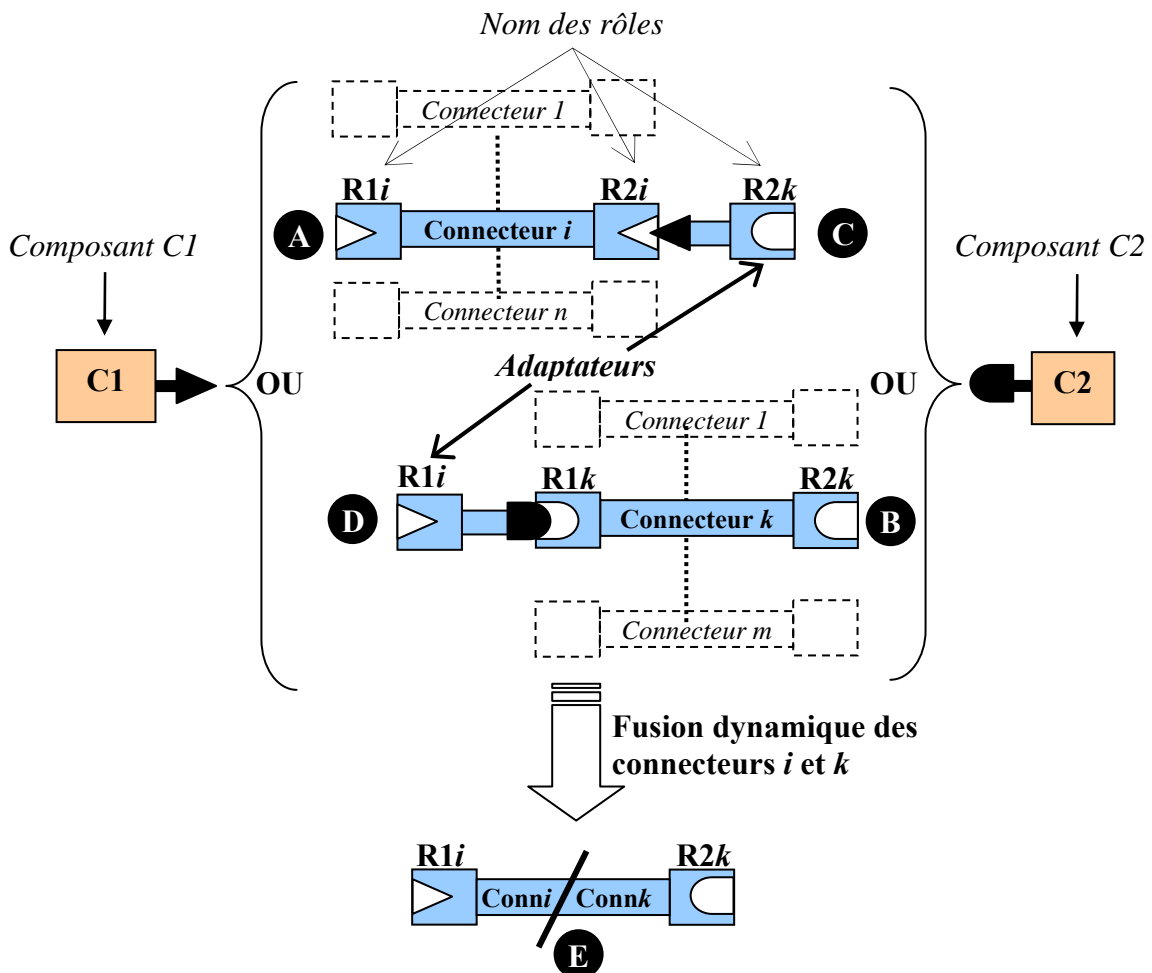 Nom des rôles
Connecteur 1
R1i
R2i
R2k
A
Connecteur i
C
Composant C1
Composant C2
Connecteur n
C1
OU
Adaptateurs
OU
C2
Connecteur 1
R1i
R1k
R2k
D
Connecteur k
B
Connecteur m
Fusion dynamique des
connecteurs i et k
R1i
R2k
Conni
Connk
E